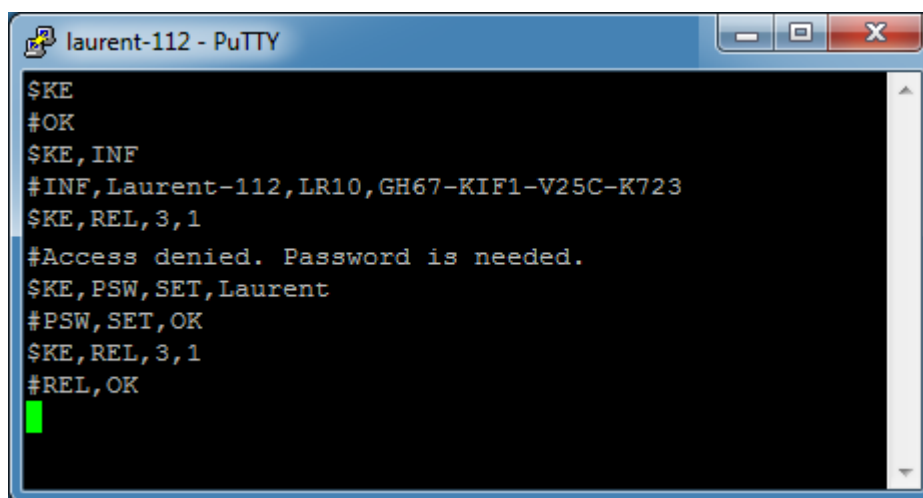 laurent-112 - PuTTY
$KE
#OK
$KE,INF
#INF,Laurent-112,LR10,GH67-KIF1-V25C-K723
$KE,REL,3,1
#Access denied. Password is needed.
$KE,PSW,SET,Laurent
#PSW,SET,OK
$KE,REL,3,1
#REL,OK